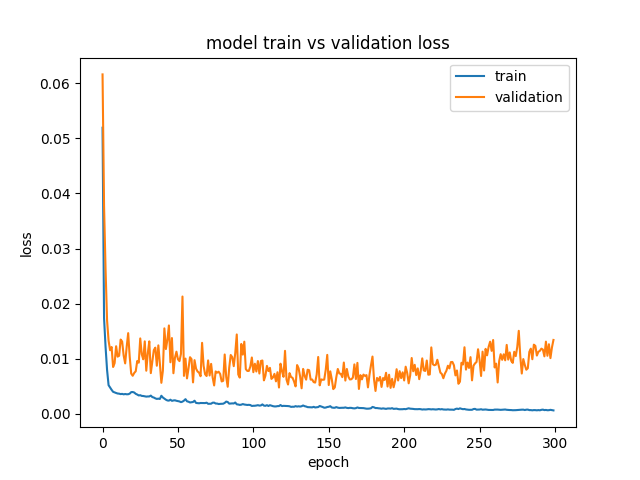 model train vs validation loss
train
validation
loss
0.06
0.05
0.04
0.03
0.02
0.01
0.00
0 50 100 150 200 250 300
epoch